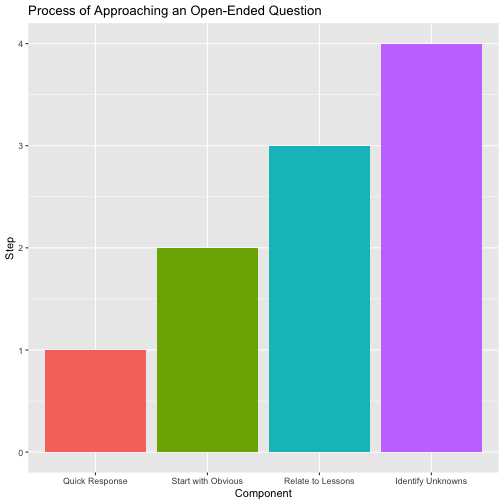 Process of Approaching an Open-Ended Question
4
3
2
1
0
Step
Quick Response
Start with Obvious
Relate to Lessons
Identify Unknowns
Component